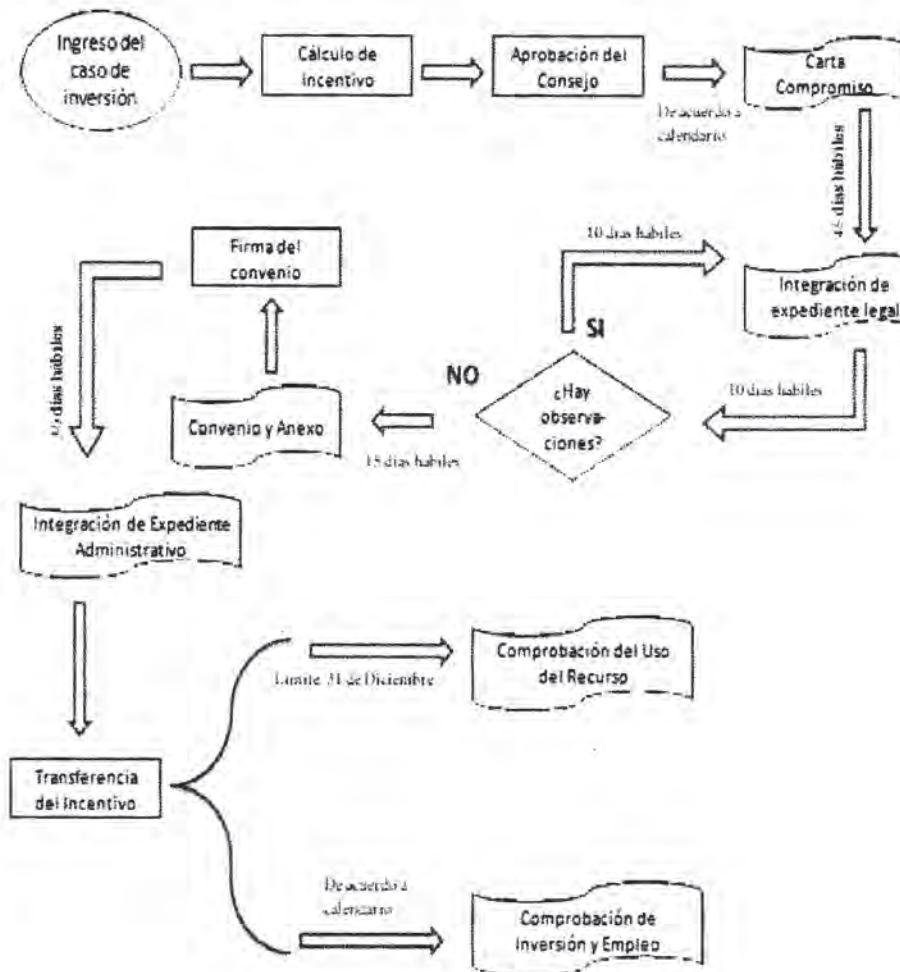 Ingreso del
caso de
inversión
Cálculo de
Incentivo
Aprobación del
Consejo
De acuerdo a
calendario
Carta
Compromiso
días hábiles
Integración de
expediente legal
10 días hábiles
SI
10 días hábiles
¿Hay
observa-
ciones?
NO
15 días hábiles
Convenio y Anexo
Firma del
convenio
días hábiles
Integración de Expediente
Administrativo
Transferencia
del Incentivo
Límite 31 de Diciembre
Comprobación del Uso
del Recurso
De acuerdo a
calendario
Comprobación de
Inversión y Empleo